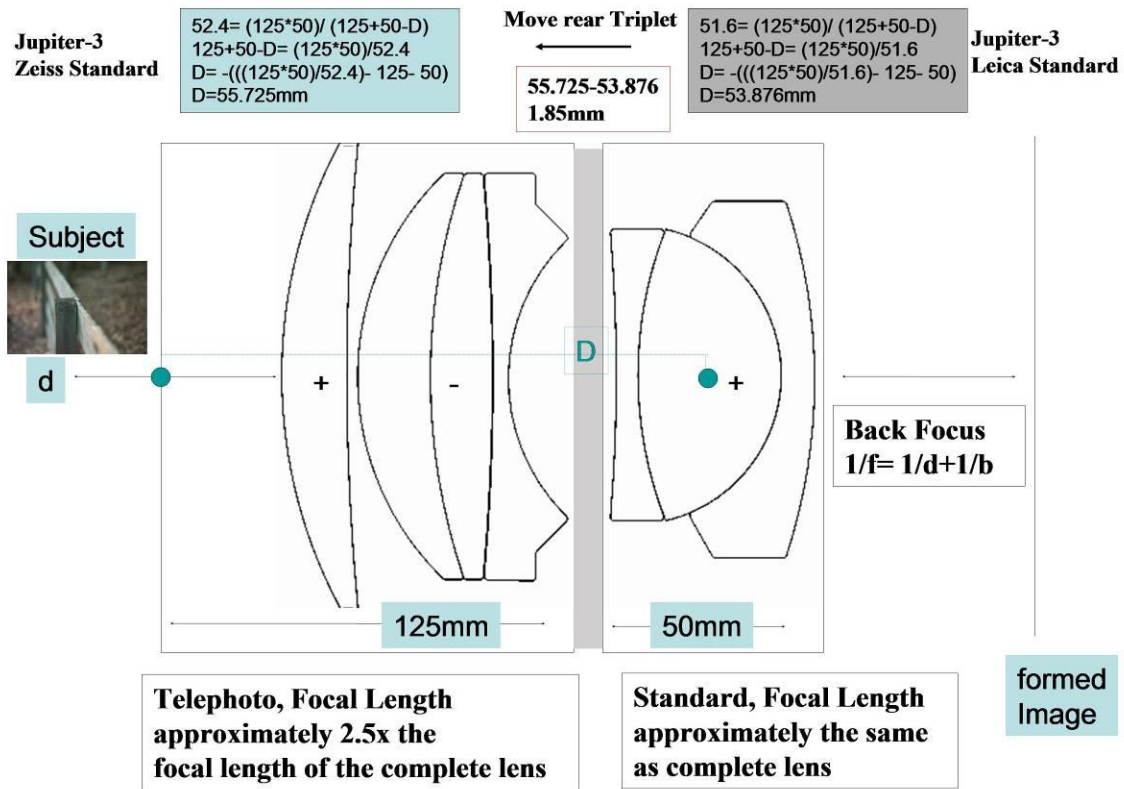 Jupiter-3
Zeiss Standard
52.4= (125*50)/ (125+50-D)
125+50-D= (125*50)/52.4
D= -(((125*50)/52.4)- 125- 50)
D=55.725mm
Move rear Triplet
55.725-53.876
1.85mm
51.6= (125*50)/ (125+50-D)
125+50-D= (125*50)/51.6
D= -(((125*50)/51.6)- 125- 50)
D=53.876mm
Jupiter-3
Leica Standard
Subject
d
+
-
D
+
Back Focus
1/f= 1/d+1/b
125mm
50mm
Telephoto, Focal Length
approximately 2.5x the
focal length of the complete lens
Standard, Focal Length
approximately the same
as complete lens
formed
Image